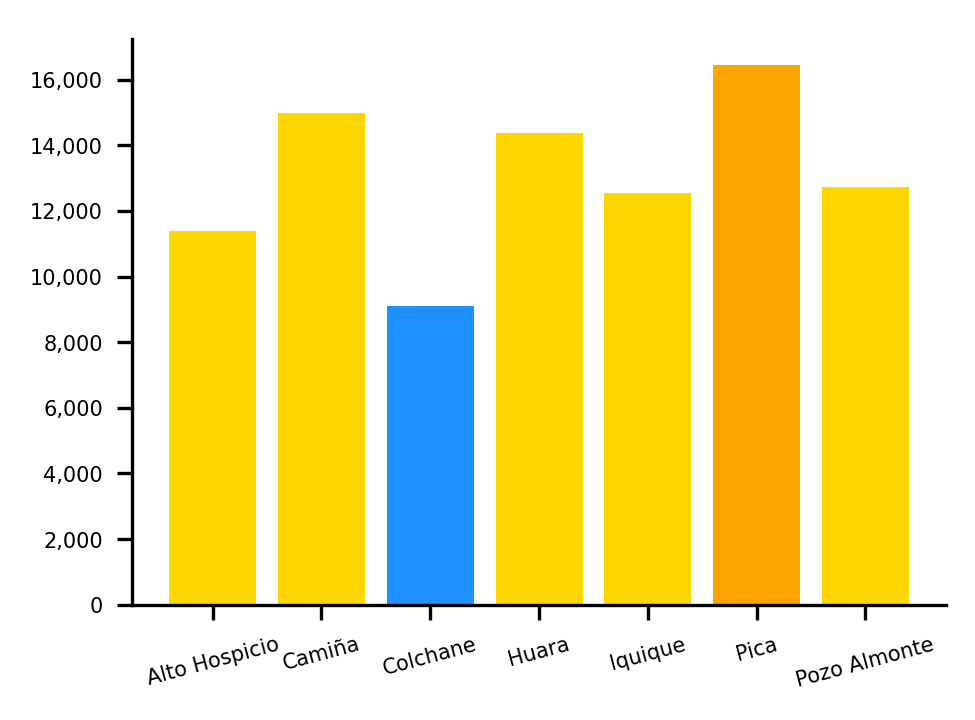 16,000
14,000
12,000
10,000
8,000
6,000
4,000
2,000
0
Alto Hospicio
Camiña
Colchane
Huara
Iquique
Pica
Pozo Almonte